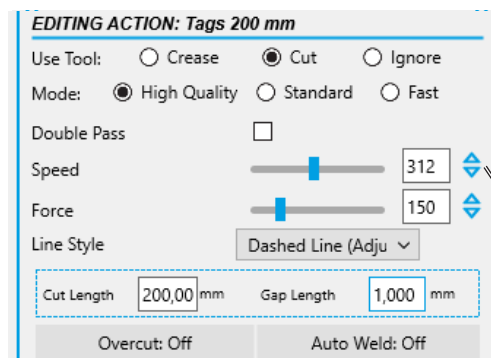 EDITING ACTION: Tags 200 mm
Use Tool: Crease Cut Ignore
Mode: High Quality Standard Fast
Double Pass
Speed 312
Force 150
Line Style Dashed Line (Adju
Cut Length 200,00 mm Gap Length 1,000 mm
Overcut: Off Auto Weld: Off